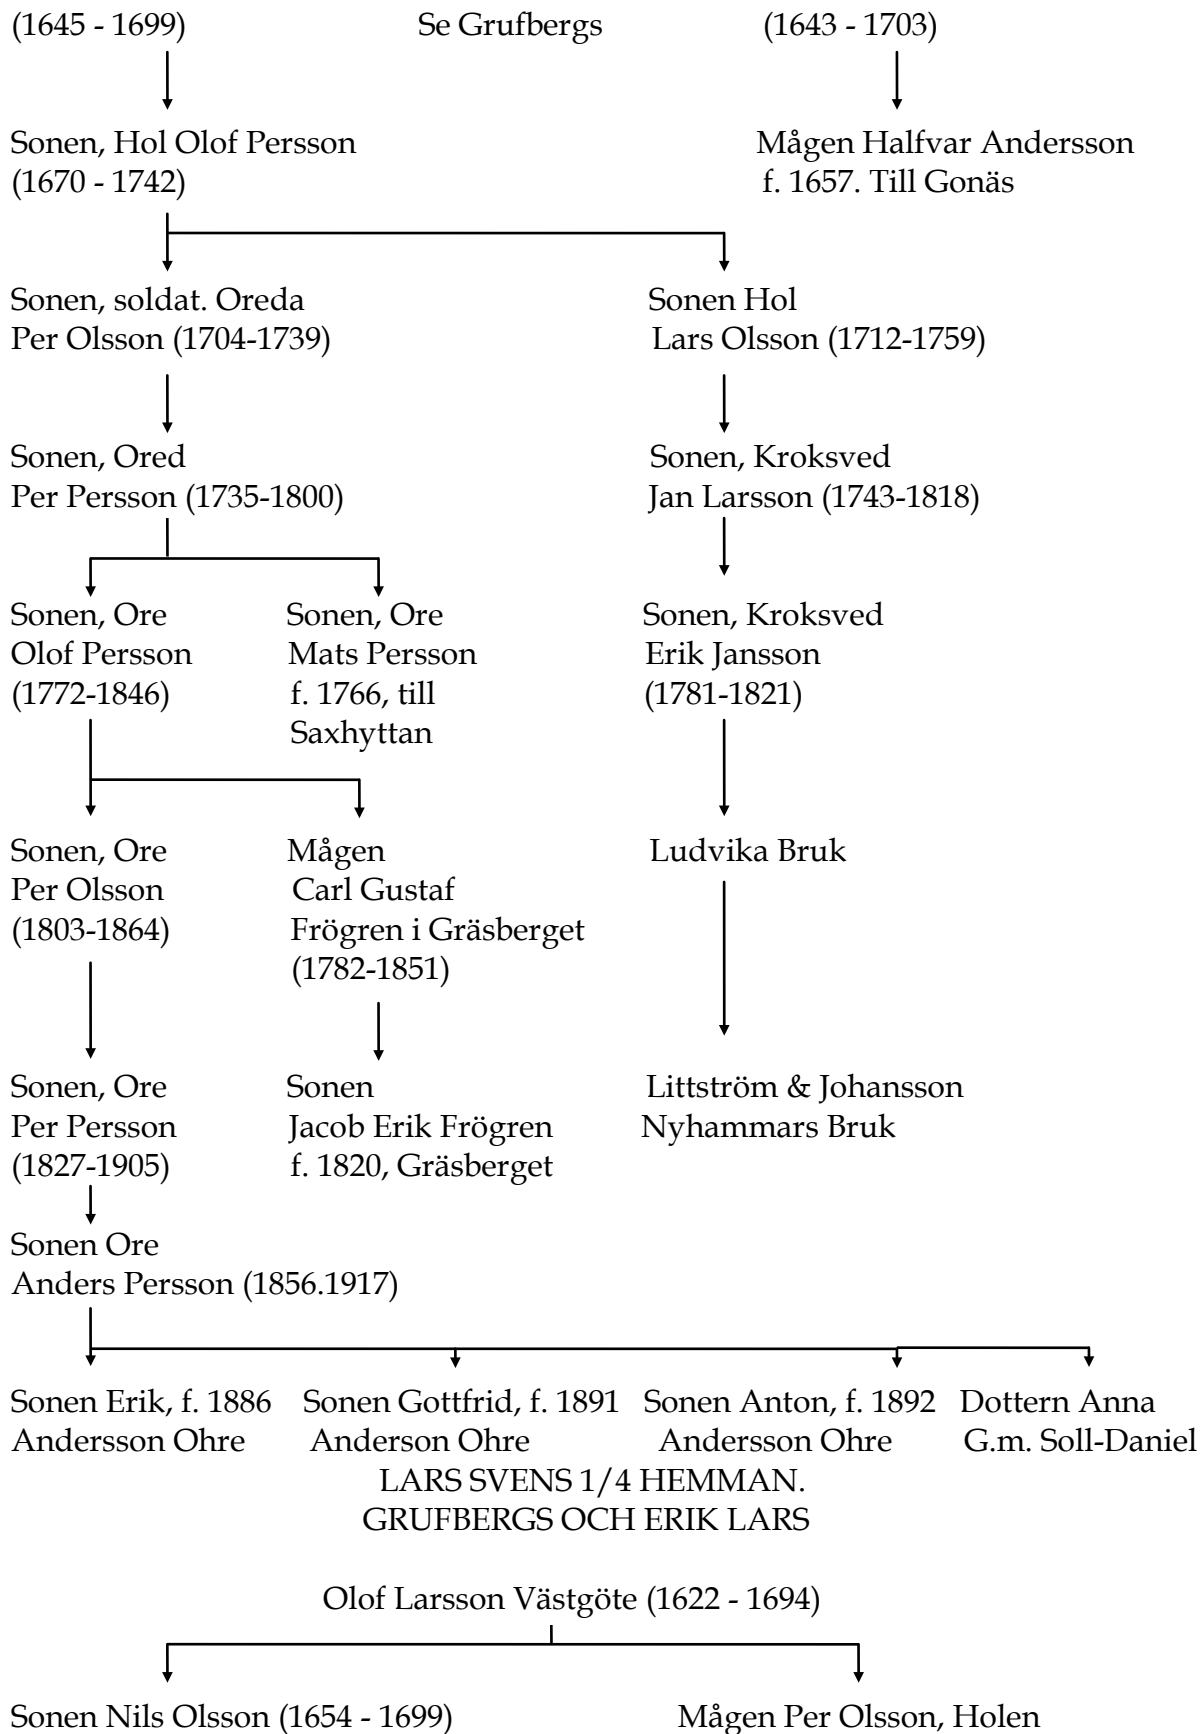 (1645 - 1699) Se Grufbergs (1643 - 1703)
Sonen, Hol Olof Persson Mågen Halfvar Andersson
(1670 - 1742) f. 1657. Till Gonäs
Sonen, soldat. Oreda Sonen Hol
Per Olsson (1704-1739) Lars Olsson (1712-1759)
Sonen, Ored Sonen, Kroksved
Per Persson (1735-1800) Jan Larsson (1743-1818)
Sonen, Ore Sonen, Ore Sonen, Kroksved
Olof Persson Mats Persson Erik Jansson
(1772-1846) f. 1766, till (1781-1821)
Saxhyttan
Sonen, Ore Mågen Ludvika Bruk
Per Olsson Carl Gustaf
(1803-1864) Frögren i Gräsberget
(1782-1851)
Sonen, Ore Sonen Littström & Johansson
Per Persson Jacob Erik Frögren Nyhammars Bruk
(1827-1905) f. 1820, Gräsberget
Sonen Ore
Anders Persson (1856.1917)
Sonen Erik, f. 1886 Sonen Gottfrid, f. 1891 Sonen Anton, f. 1892 Dottern Anna
Andersson Ohre Anderson Ohre Andersson Ohre G.m. Soll-Daniel
LARS SVENS 1/4 HEMMAN.
GRUFBERGS OCH ERIK LARS
Olof Larsson Västgöte (1622 - 1694)
Sonen Nils Olsson (1654 - 1699) Mågen Per Olsson, Holen